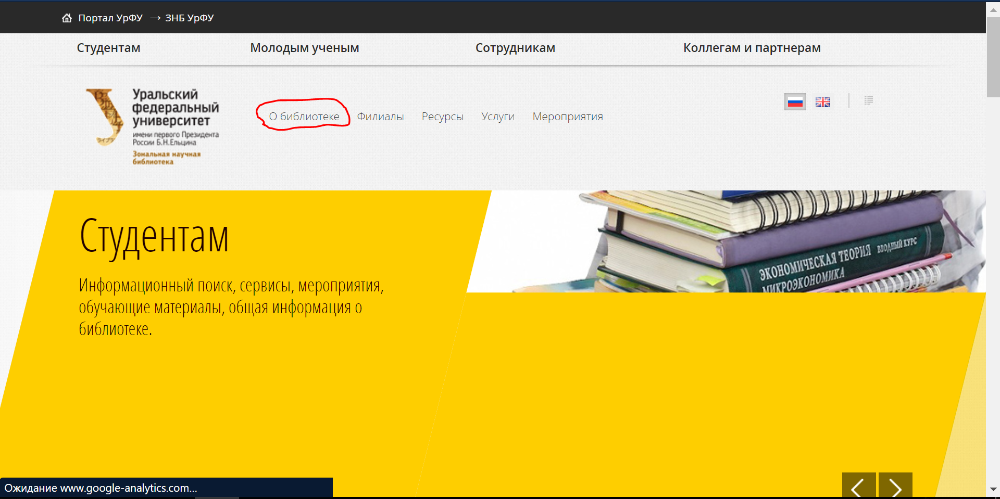 Портал УрФУ → ЗНБ УрФУ
Студентам
Молодым ученым
Сотрудникам
Коллегам и партнерам
Уральский
федеральный
университет
имени первого Президента
России Б.Н.Ельцина
Зональная научная
библиотека
О библиотеке
Филиалы
Ресурсы
Услуги
Мероприятия
Студентам
Информационный поиск, сервисы, мероприятия,
обучающие материалы, общая информация о
библиотеке.
ЭКОНОМИЧЕСКАЯ ТЕОРИЯ ВВОДНЫЙ КУРС
МИКРОЭКОНОМИКА
Ожидание www.google-analytics.com...